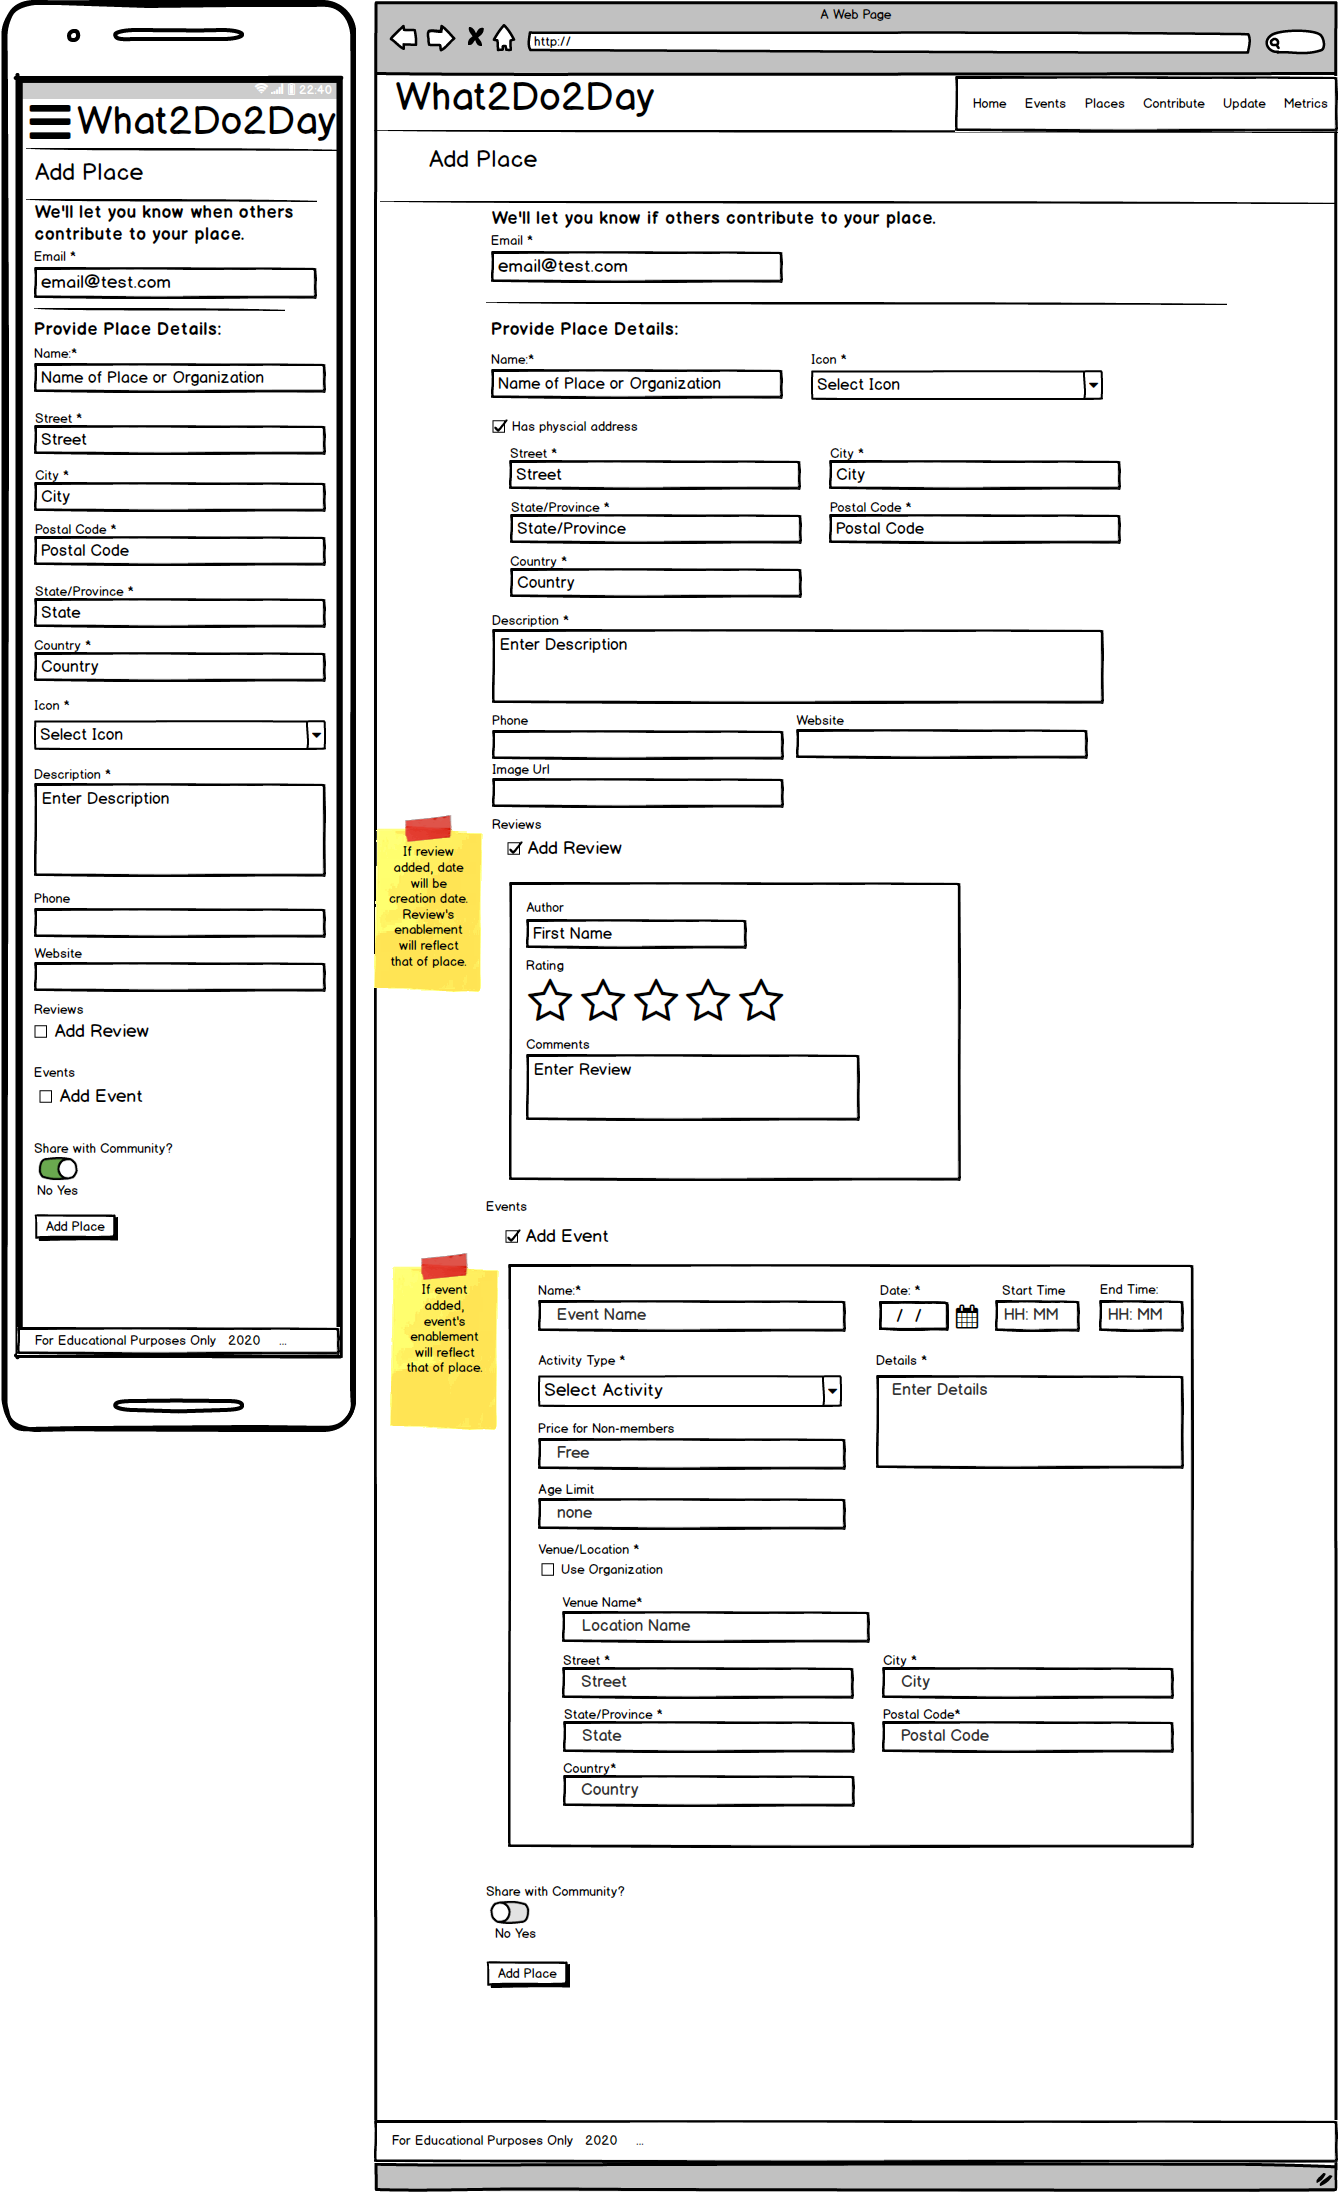 22:40
What2Do2Day
Add Place
We'll let you know when others
contribute to your place.
Email *
email@test.com
Provide Place Details:
Name:*
Name of Place or Organization
Street *
Street
City *
City
Postal Code *
Postal Code
State/Province *
State
Country *
Country
Icon *
Select Icon
Description *
Enter Description
Phone
Website
Reviews
Add Review
Events
Add Event
Share with Community?
No Yes
Add Place
For Educational Purposes Only 2020 ...
A Web Page
http://
What2Do2Day
Home Events Places Contribute Update Metrics
Add Place
We'll let you know if others contribute to your place.
Email *
email@test.com
Provide Place Details:
Name:* Icon *
Name of Place or Organization Select Icon
Has physcial address
Street * City *
Street City
State/Province * Postal Code *
State/Province Postal Code
Country *
Country
Description *
Enter Description
Phone Website
Image Url
Reviews
Add Review
If review
added, date
will be
creation date.
Review's
enablement
will reflect
that of place.
Author
First Name
Rating
Comments
Enter Review
Events
Add Event
If event
added,
event's
enablement
will reflect
that of place.
Name:* Date: * Start Time End Time:
Event Name / / HH: MM HH: MM
Activity Type * Details *
Select Activity Enter Details
Price for Non-members
Free
Age Limit
none
Venue/Location *
Use Organization
Venue Name*
Location Name
Street * City *
Street City
State/Province * Postal Code*
State Postal Code
Country*
Country
Share with Community?
No Yes
Add Place
For Educational Purposes Only 2020 ...